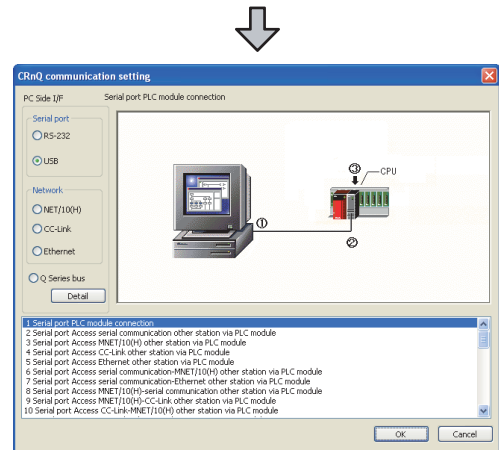 CRnQ communication setting
PC Side I/F
Serial port PLC module connection
Serial port
RS-232
USB
Network
NET/10(H)
CC-Link
Ethernet
Q Series bus
Detail
③
CPU
①
②
1 Serial port PLC module connection
2 Serial port Access serial communication other station via PLC module
3 Serial port Access MNET/10(H) other station via PLC module
4 Serial port Access CC-Link other station via PLC module
5 Serial port Access Ethernet other station via PLC module
6 Serial port Access serial communication-MNET/10(H) other station via PLC module
7 Serial port Access serial communication-Ethernet other station via PLC module
8 Serial port Access MNET/10(H)-serial communication other station via PLC module
9 Serial port Access MNET/10(H)-CC-Link other station via PLC module
10 Serial port Access CC-Link-MNET/10(H) other station via PLC module
OK
Cancel